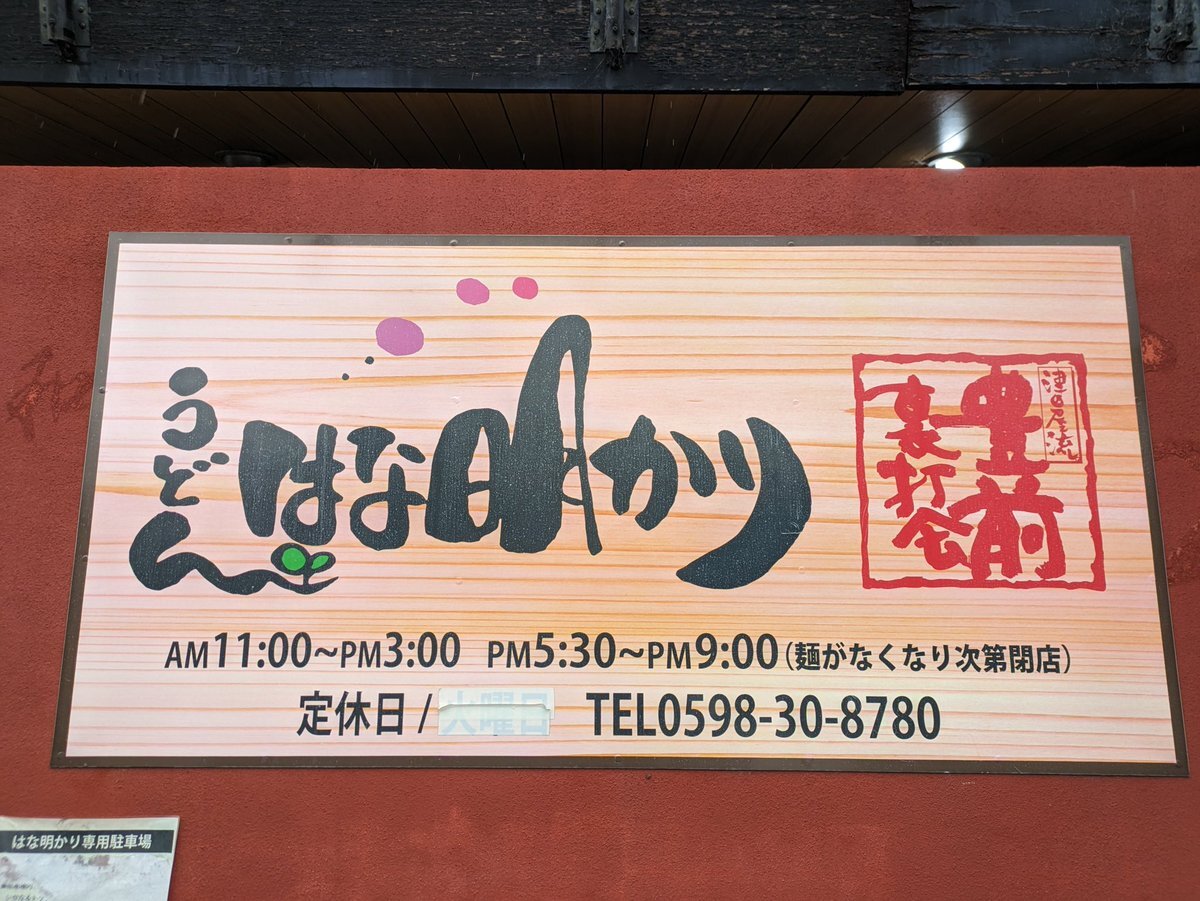 うどん
はな明かり
津田屋流
豊前
裏打会
AM11:00~PM3:00 PM5:30~PM9:00(麺がなくなり次第閉店)
定休日/火曜日 TEL0598-30-8780
はな明かり専用駐車場